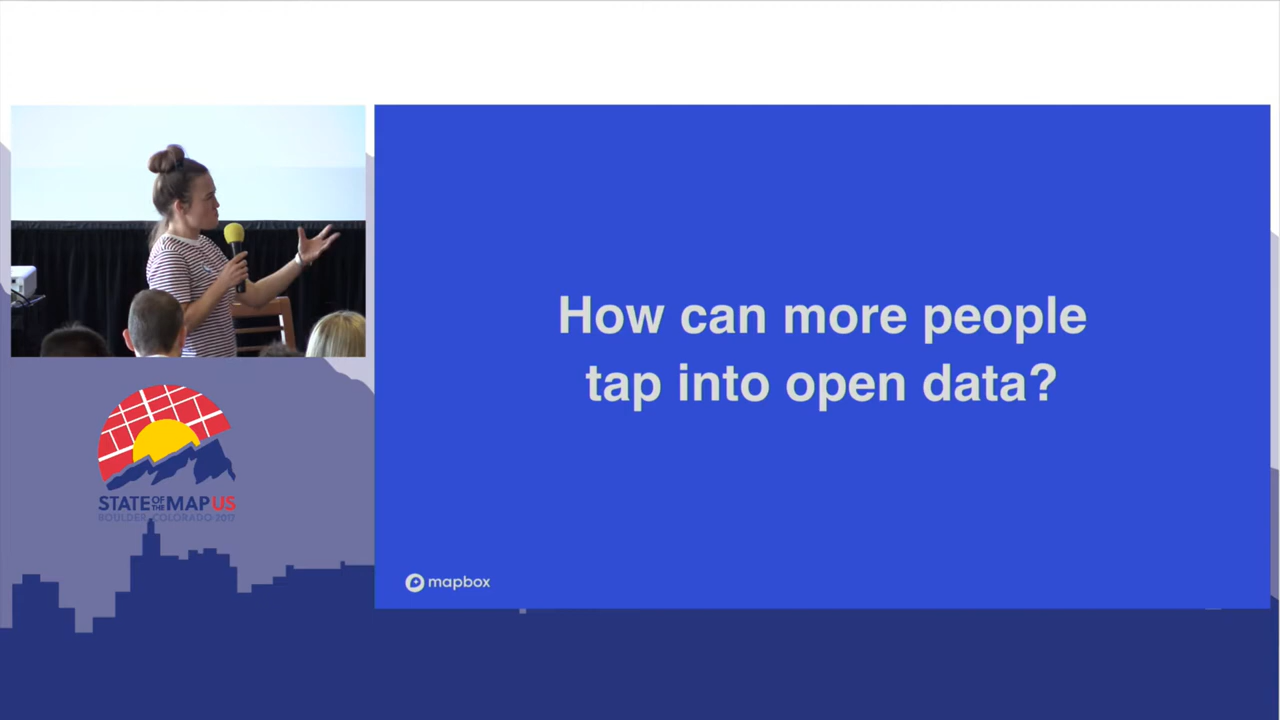 How can more people
tap into open data?
mapbox
STATE OF THE MAP US
BOULDER, COLORADO 2017